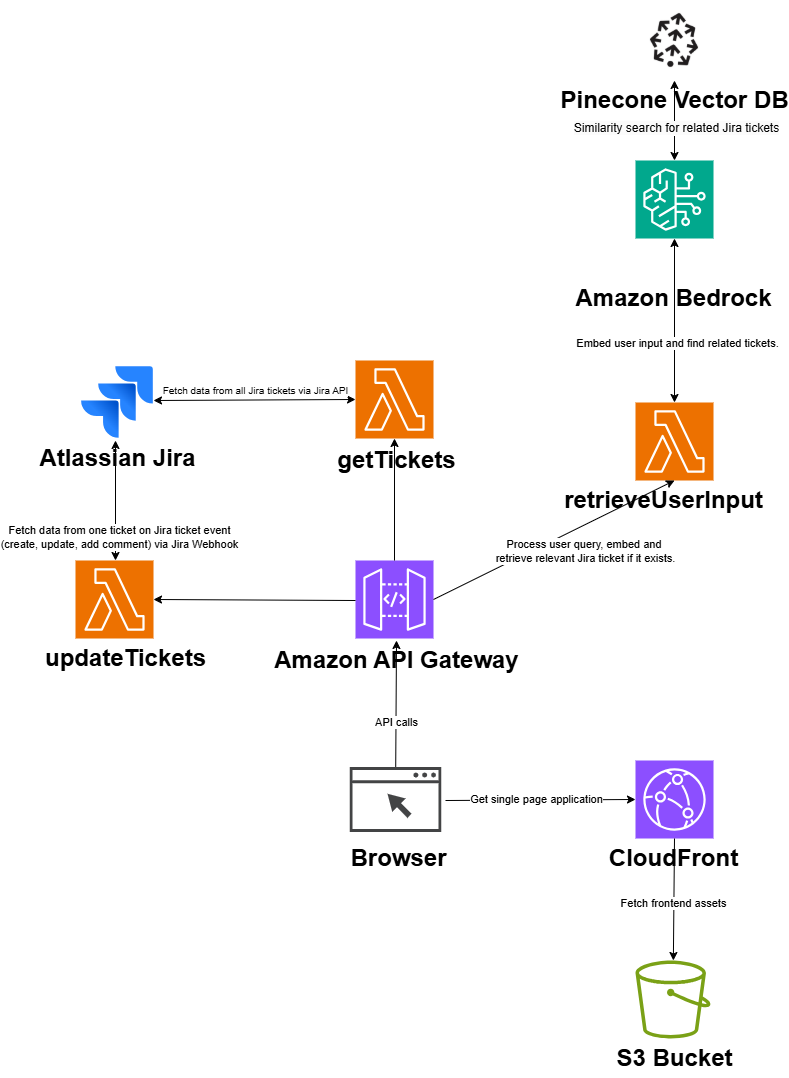 Pinecone Vector DB
Similarity search for related Jira tickets
Amazon Bedrock
Embed user input and find related tickets.
Fetch data from all Jira tickets via Jira API
Atlassian Jira
getTickets
retrieveUserInput
Fetch data from one ticket on Jira ticket event
(create, update, add comment) via Jira Webhook
Process user query, embed and
retrieve relevant Jira ticket if it exists.
</>
updateTickets
Amazon API Gateway
API calls
Get single page application
Browser
CloudFront
Fetch frontend assets
S3 Bucket